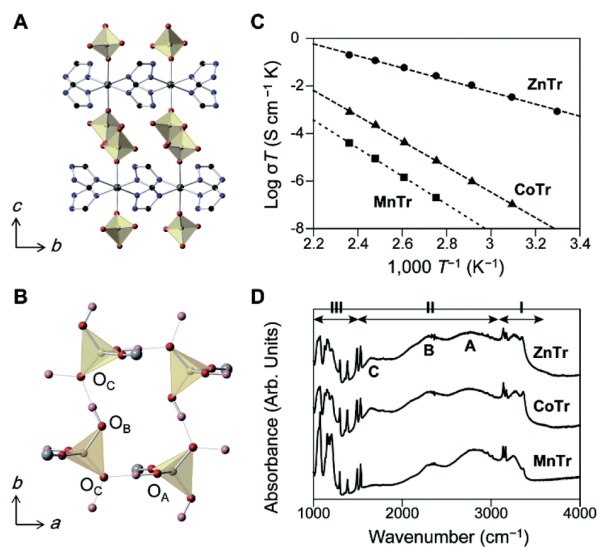 A
c
b
B
O_C
O_B
O_C
O_A
b
a
C
Log σT (S cm⁻¹ K)
0
-2
-4
-6
-8
ZnTr
CoTr
MnTr
2.2 2.4 2.6 2.8 3.0 3.2 3.4
1,000 T⁻¹ (K⁻¹)
D
III II I
Absorbance (Arb. Units)
C B A
ZnTr
CoTr
MnTr
1000 2000 3000 4000
Wavenumber (cm⁻¹)